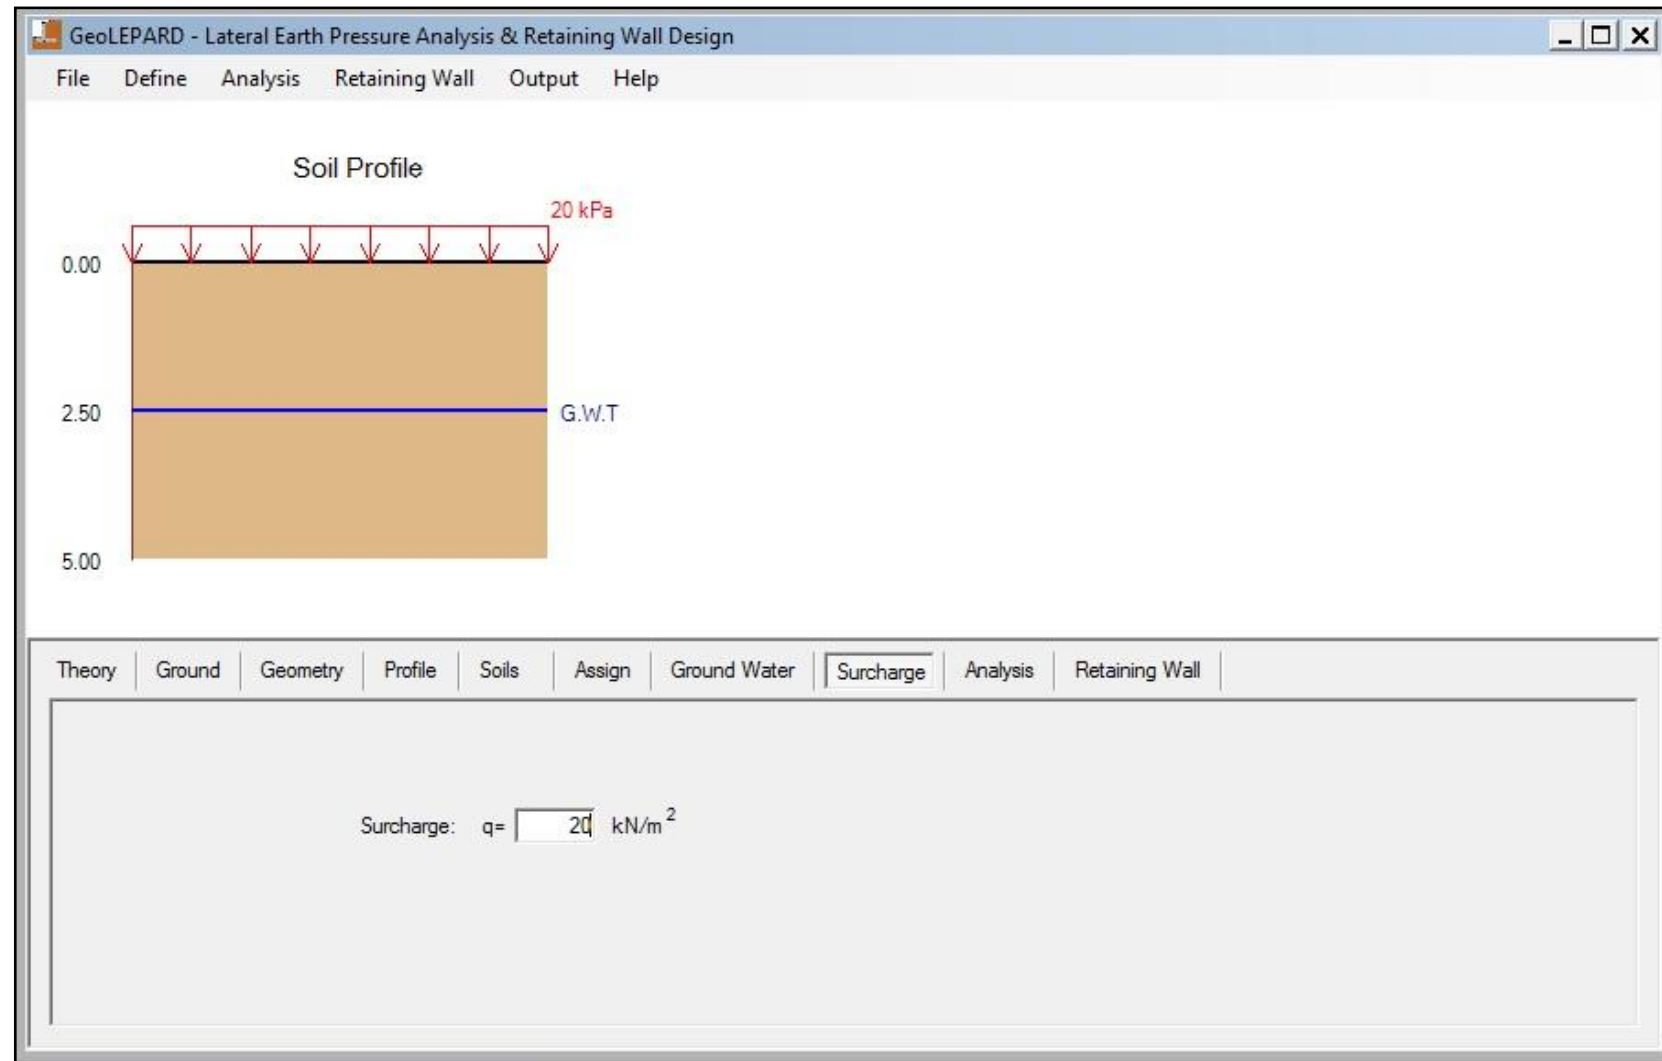 GeoLEPARD - Lateral Earth Pressure Analysis & Retaining Wall Design
File Define Analysis Retaining Wall Output Help
Soil Profile
20 kPa
0.00
2.50 G.W.T
5.00
Theory Ground Geometry Profile Soils Assign Ground Water Surcharge Analysis Retaining Wall
Surcharge: q= 20 kN/m²